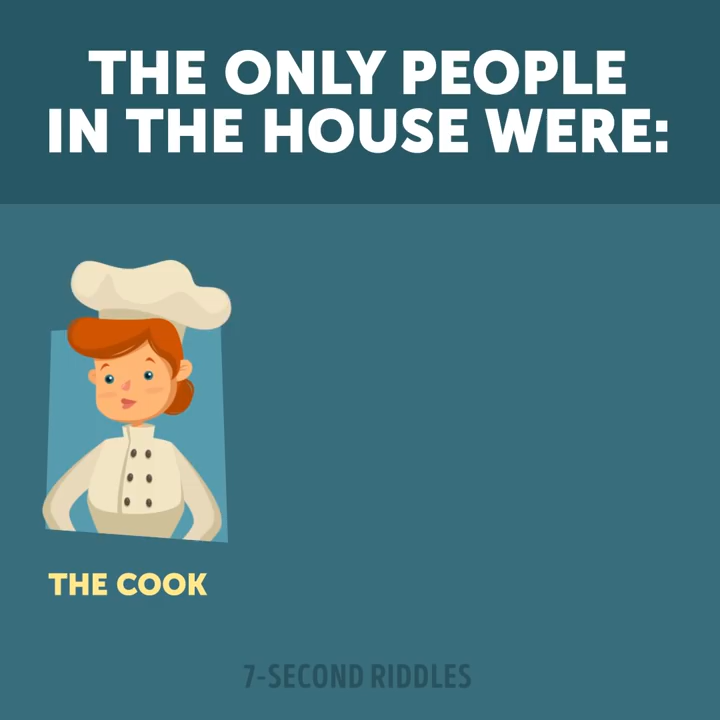 THE ONLY PEOPLE
IN THE HOUSE WERE:
THE COOK
7-SECOND RIDDLES